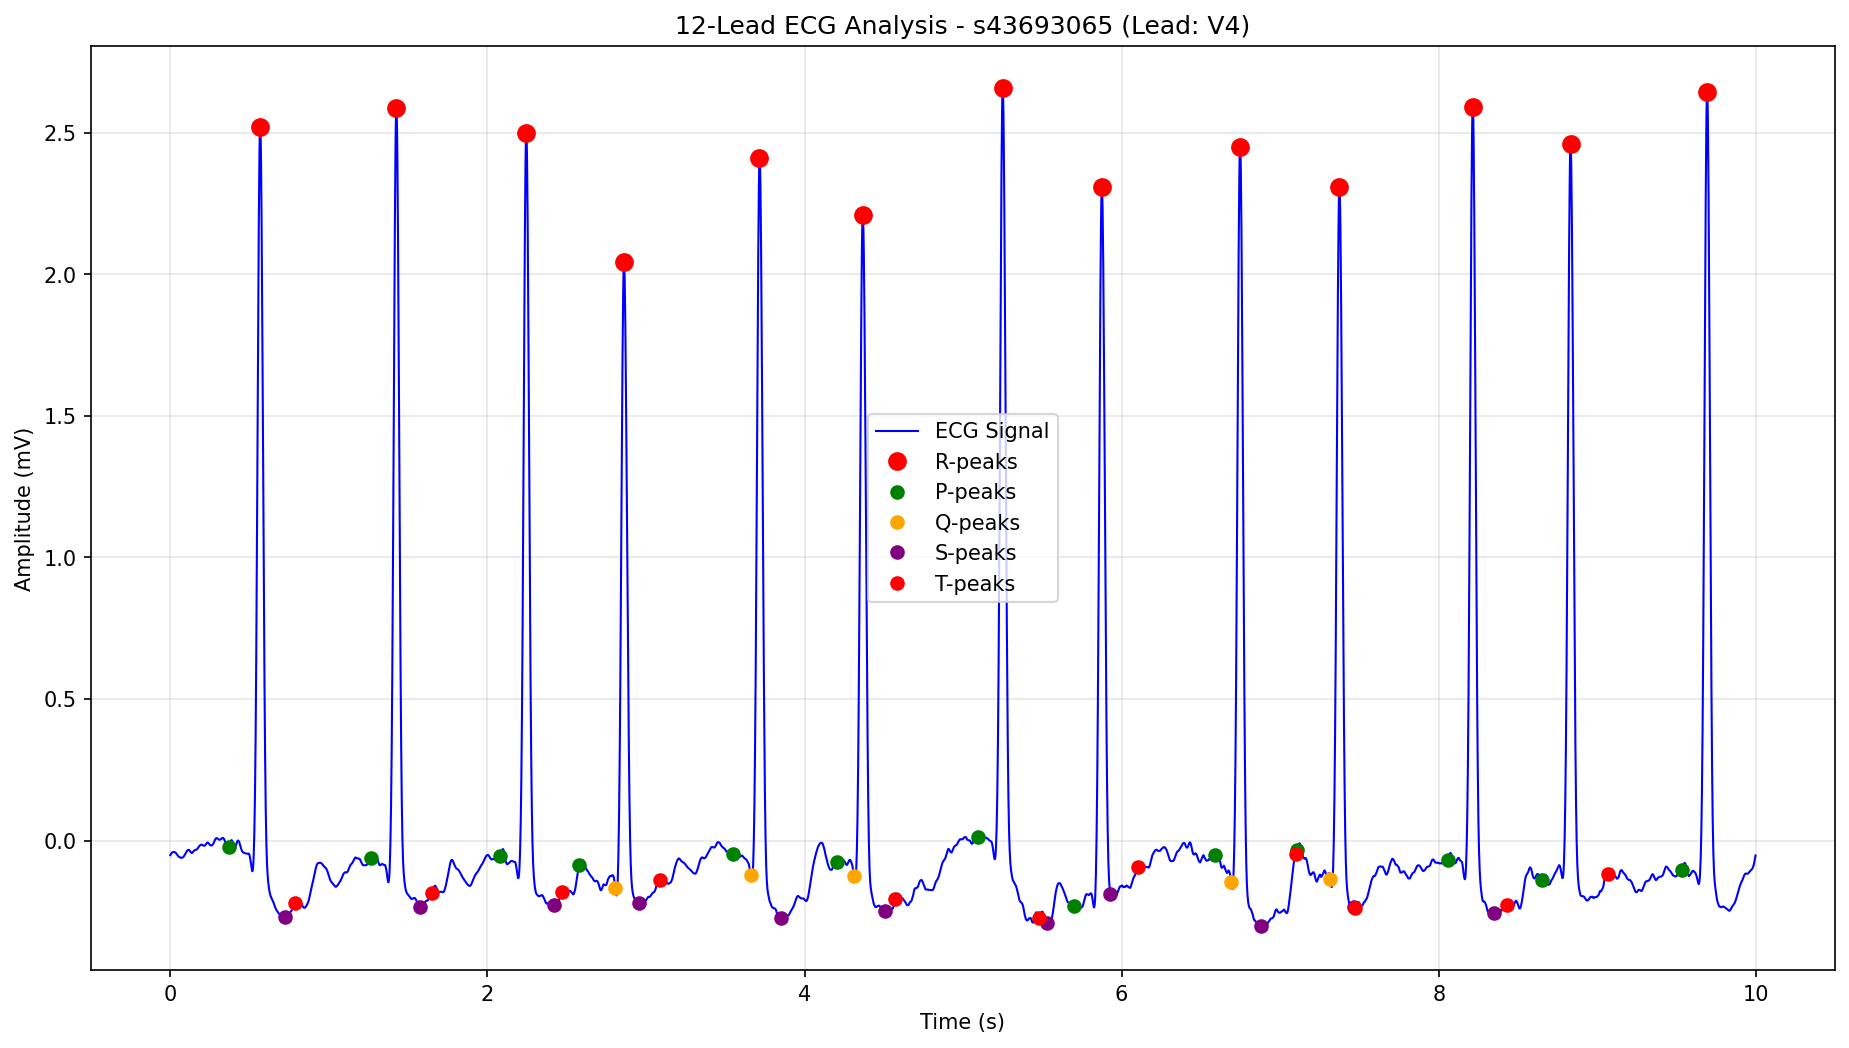 12-Lead ECG Analysis - s43693065 (Lead: V4)
Amplitude (mV)
2.5
2.0
1.5
1.0
0.5
0.0
ECG Signal
R-peaks
P-peaks
Q-peaks
S-peaks
T-peaks
0 2 4 6 8 10
Time (s)